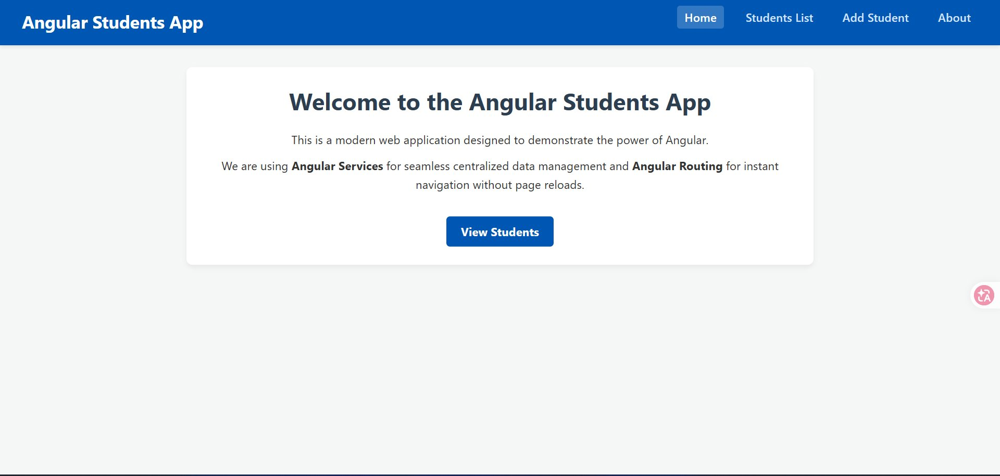 Angular Students App
Home
Students List
Add Student
About
Welcome to the Angular Students App
This is a modern web application designed to demonstrate the power of Angular.
We are using Angular Services for seamless centralized data management and Angular Routing for instant
navigation without page reloads.
View Students